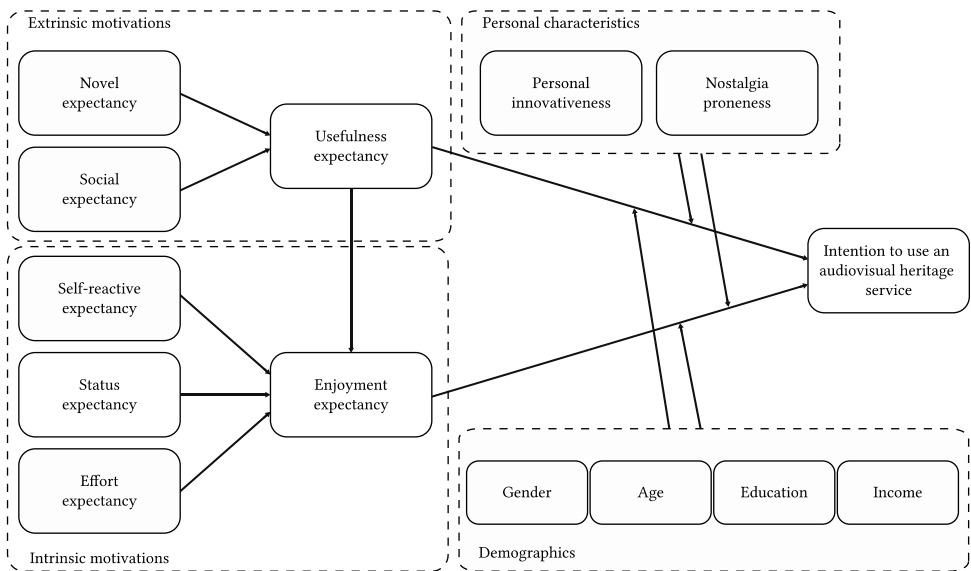 Extrinsic motivations
Novel
expectancy
Social
expectancy
Usefulness
expectancy
Personal characteristics
Personal
innovativeness
Nostalgia
proneness
Self-reactive
expectancy
Status
expectancy
Effort
expectancy
Enjoyment
expectancy
Intrinsic motivations
Intention to use an
audiovisual heritage
service
Gender
Age
Education
Income
Demographics